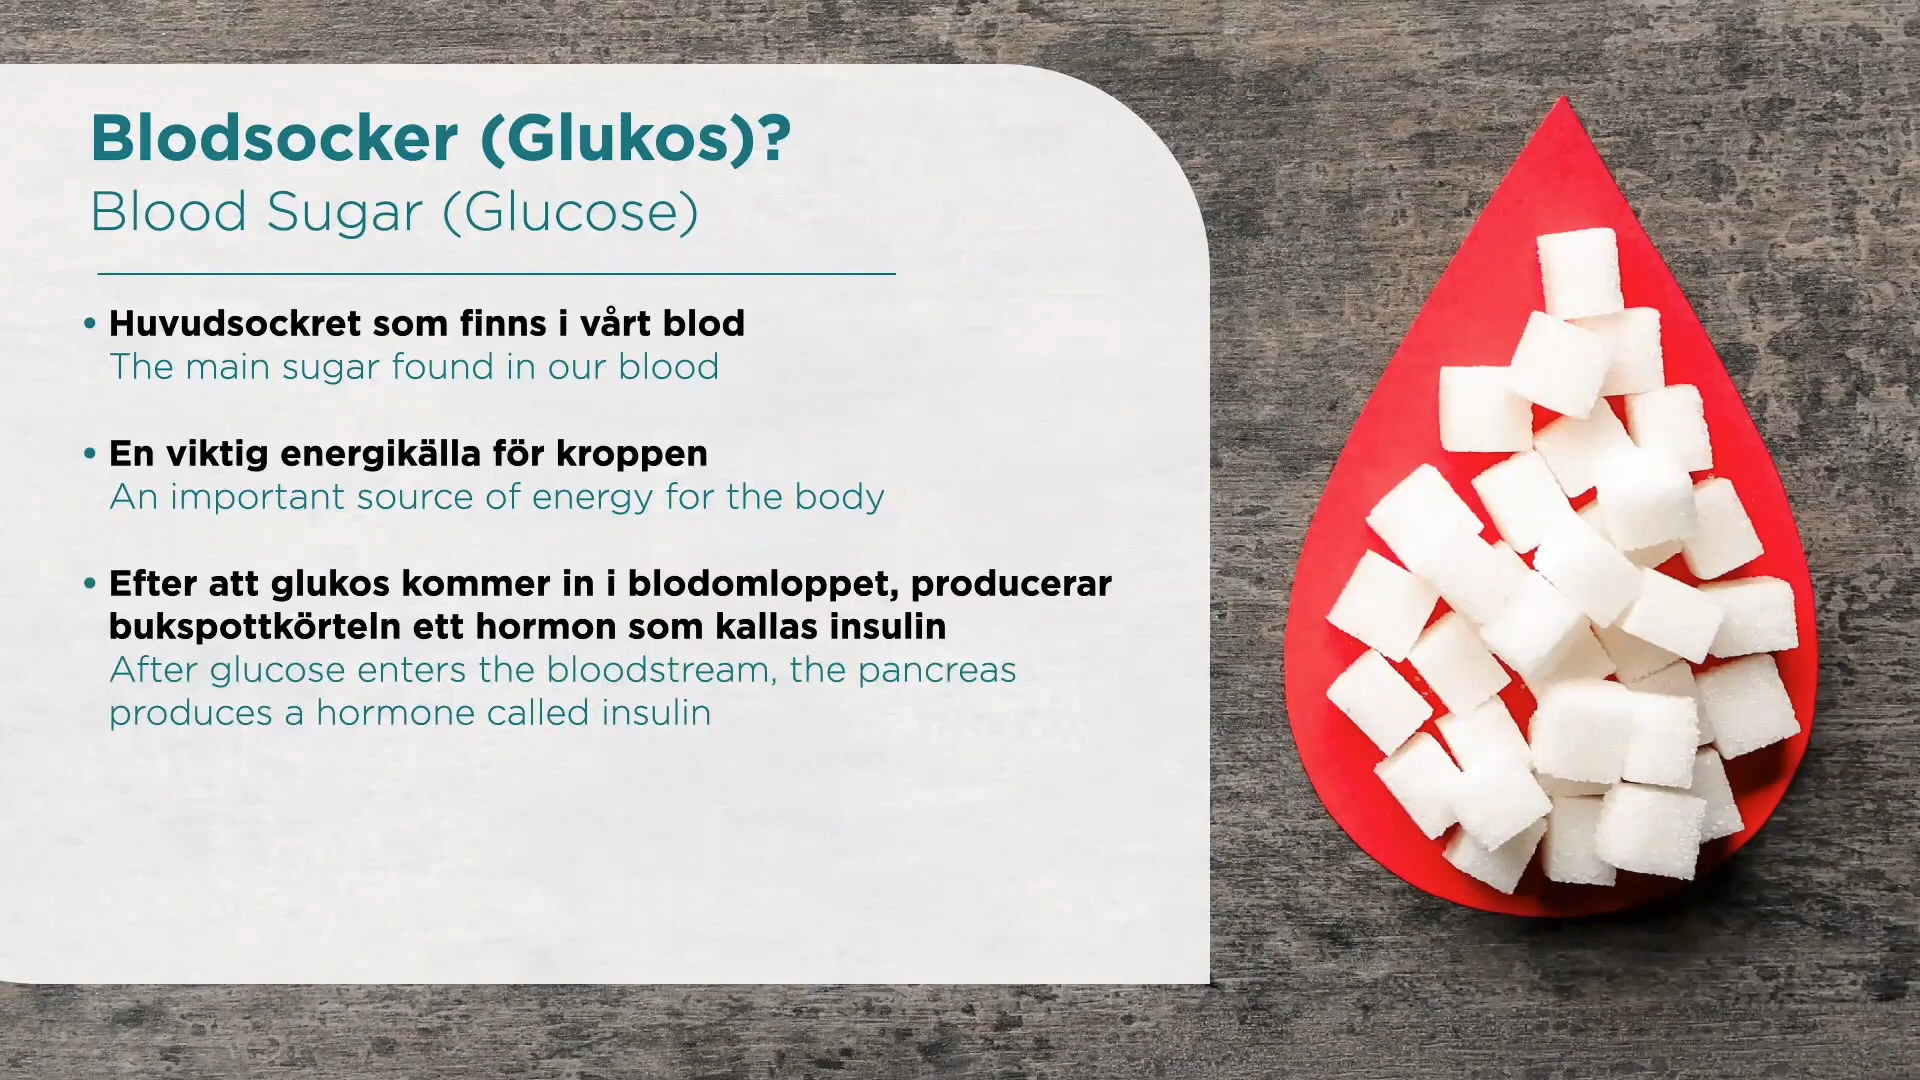 Blodsocker (Glukos)?
Blood Sugar (Glucose)
• Huvudsockret som finns i vårt blod
The main sugar found in our blood
• En viktig energikälla för kroppen
An important source of energy for the body
• Efter att glukos kommer in i blodomloppet, producerar
bukspottkörteln ett hormon som kallas insulin
After glucose enters the bloodstream, the pancreas
produces a hormone called insulin